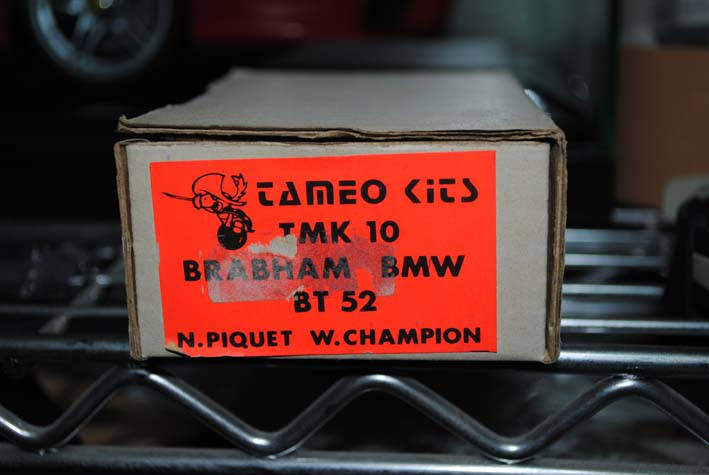 TAMEO KITS
TMK 10
BRABHAM BMW
BT 52
N.PIQUET W.CHAMPION